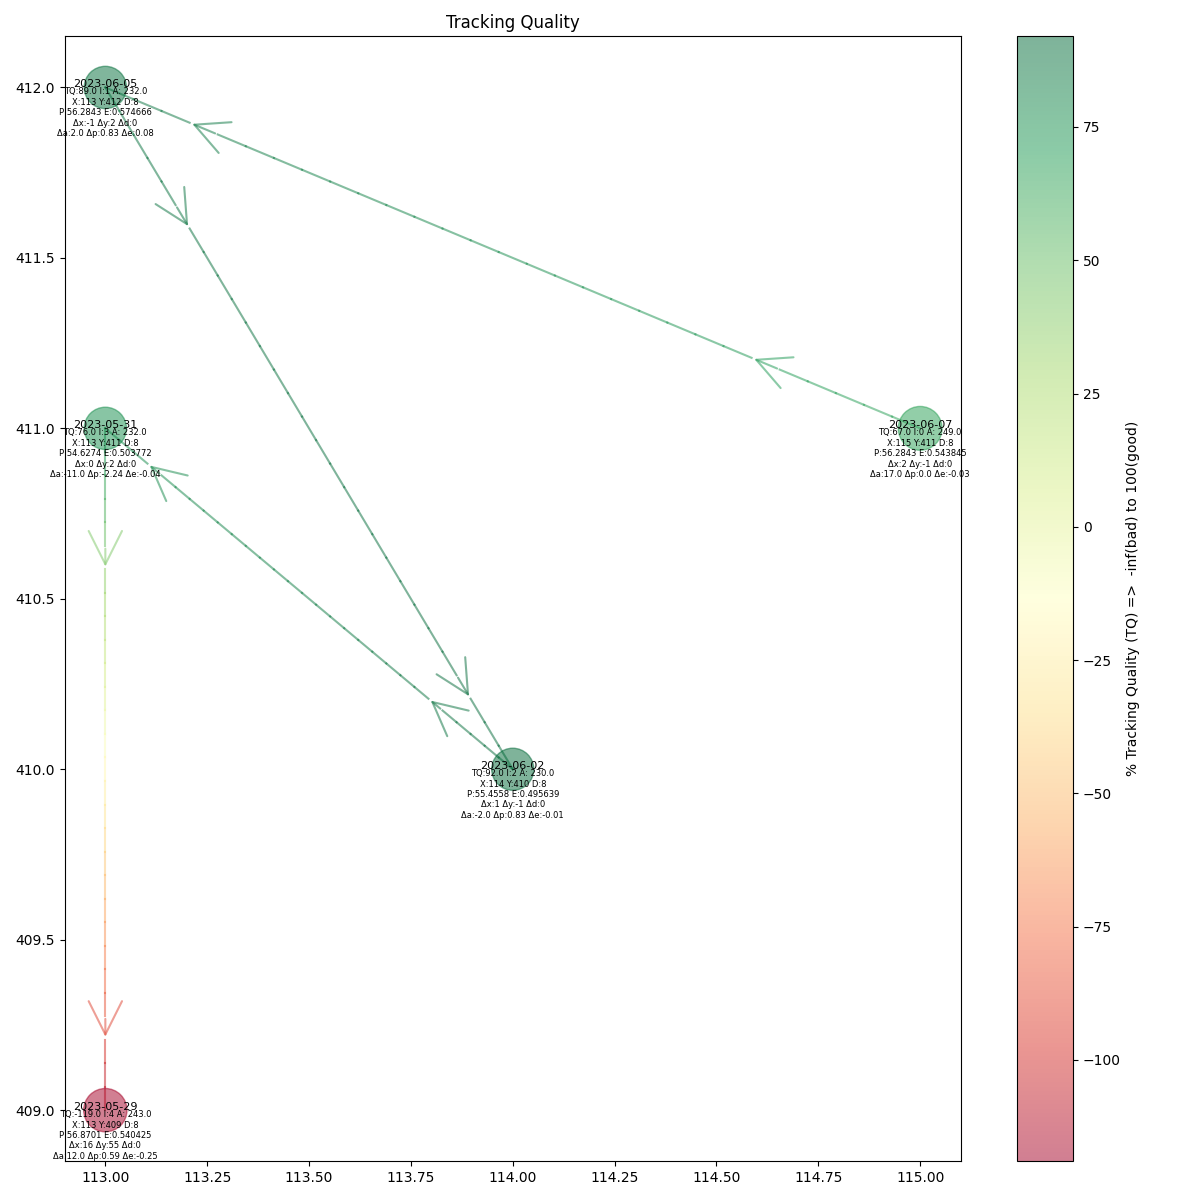 Tracking Quality
412.0
411.5
411.0
410.5
410.0
409.5
409.0
2023-06-05
TQ:89.0 I:1 A: 232.0
X:113 Y:412 D:8
P:56.2843 E:0.574666
Δx:-1 Δy:2 Δd:0
Δa:2.0 Δp:0.83 Δe:0.08
2023-05-31
TQ:76.0 I:3 A: 232.0
X:113 Y:411 D:8
P:54.6274 E:0.503772
Δx:0 Δy:2 Δd:0
Δa:-11.0 Δp:-2.24 Δe:-0.04
2023-06-07
TQ:67.0 I:0 A: 249.0
X:115 Y:411 D:8
P:56.2843 E:0.543845
Δx:2 Δy:-1 Δd:0
Δa:17.0 Δp:0.0 Δe:-0.03
2023-06-02
TQ:92.0 I:2 A: 230.0
X:114 Y:410 D:8
P:55.4558 E:0.495639
Δx:1 Δy:-1 Δd:0
Δa:-2.0 Δp:0.83 Δe:-0.01
2023-05-29
TQ:-119.0 I:4 A: 243.0
X:113 Y:409 D:8
P:56.8701 E:0.540425
Δx:16 Δy:55 Δd:0
Δa:12.0 Δp:0.59 Δe:-0.25
113.00 113.25 113.50 113.75 114.00 114.25 114.50 114.75 115.00
75
50
25
0
−25
−50
−75
−100
% Tracking Quality (TQ) => -inf(bad) to 100(good)